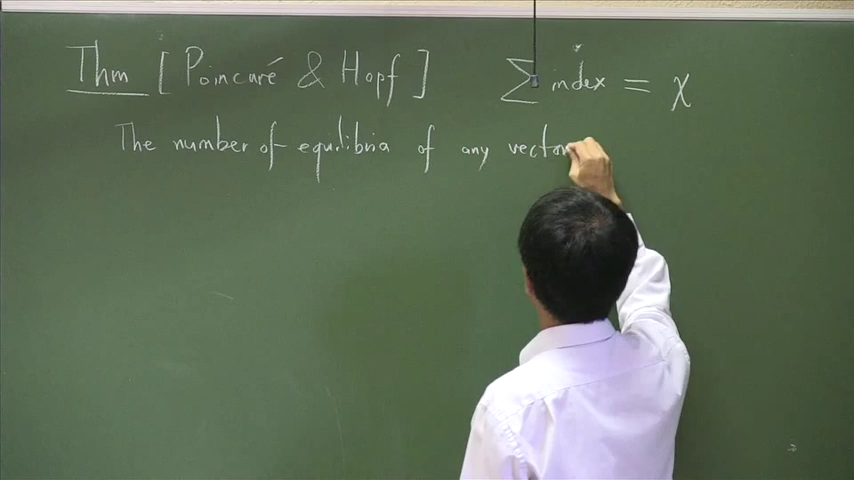 Thm [Poincaré & Hopf] ∑ index = χ
The number of equilibria of any vector